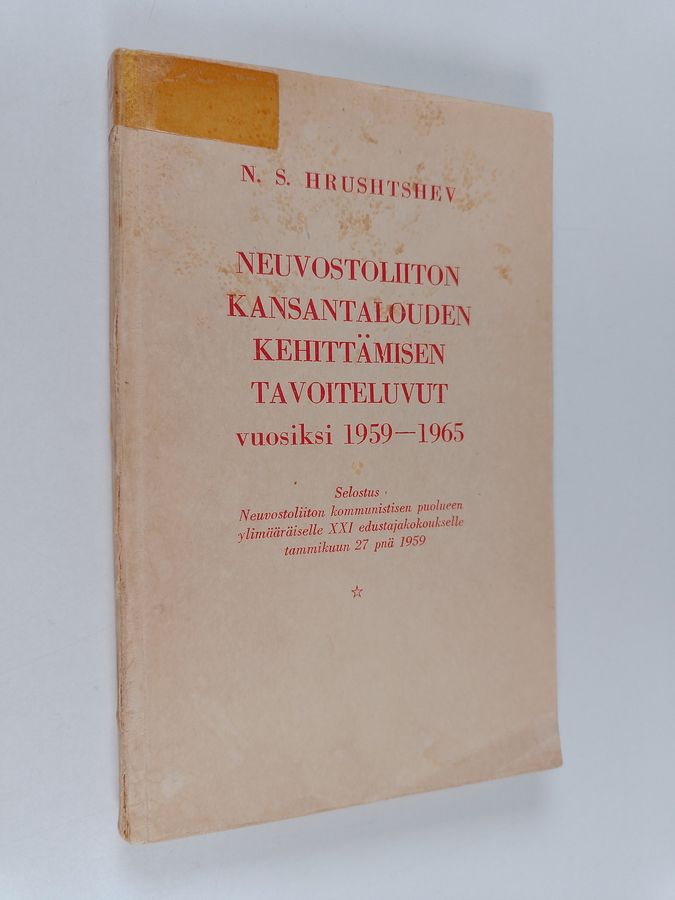 N. S. HRUSHTSHEV
NEUVOSTOLIITON
KANSANTALOUDEN
KEHITTÄMISEN
TAVOITELUVUT
vuosiksi 1959—1965
Selostus
Neuvostoliiton kommunistisen puolueen
ylimääräiselle XXI edustajakokoukselle
tammikuun 27 pnä 1959